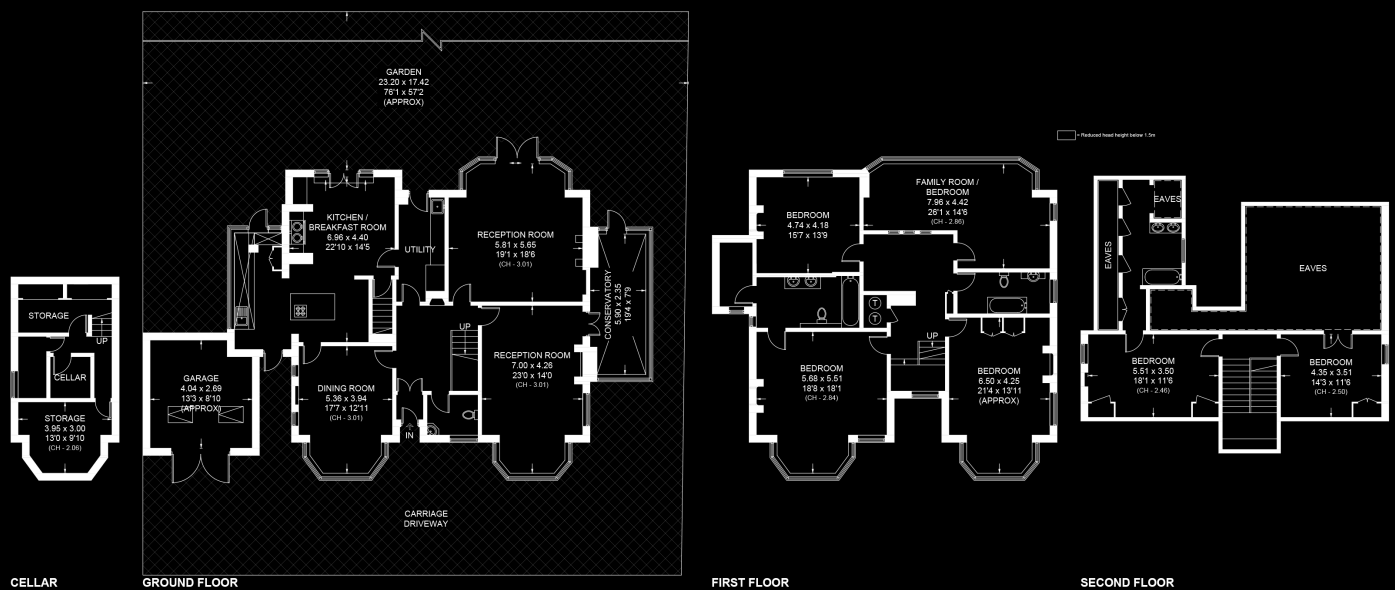 GARDEN
23.20 x 17.42
76'1 x 57'2
(APPROX)
= Reduced head height below 1.5m
KITCHEN /
BREAKFAST ROOM
6.96 x 4.40
22'10 x 14'5
UTILITY
RECEPTION ROOM
5.81 x 5.65
19'1 x 18'6
(CH - 3.01)
CONSERVATORY
5.90 x 2.35
19'4 x 7'9
UP
RECEPTION ROOM
7.00 x 4.26
23'0 x 14'0
(CH - 3.01)
GARAGE
4.04 x 2.69
13'3 x 8'10
(APPROX)
DINING ROOM
5.36 x 3.94
17'7 x 12'11
(CH - 3.01)
IN
CARRIAGE
DRIVEWAY
STORAGE
UP
CELLAR
STORAGE
3.95 x 3.00
13'0 x 9'10
(CH - 2.06)
BEDROOM
4.74 x 4.18
15'7 x 13'9
FAMILY ROOM /
BEDROOM
7.96 x 4.42
26'1 x 14'6
(CH - 2.86)
T
T
UP
BEDROOM
5.68 x 5.51
18'8 x 18'1
(CH - 2.84)
BEDROOM
6.50 x 4.25
21'4 x 13'11
(APPROX)
EAVES
EAVES
EAVES
BEDROOM
5.51 x 3.50
18'1 x 11'6
(CH - 2.46)
BEDROOM
4.35 x 3.51
14'3 x 11'6
(CH - 2.50)
CELLAR
GROUND FLOOR
FIRST FLOOR
SECOND FLOOR